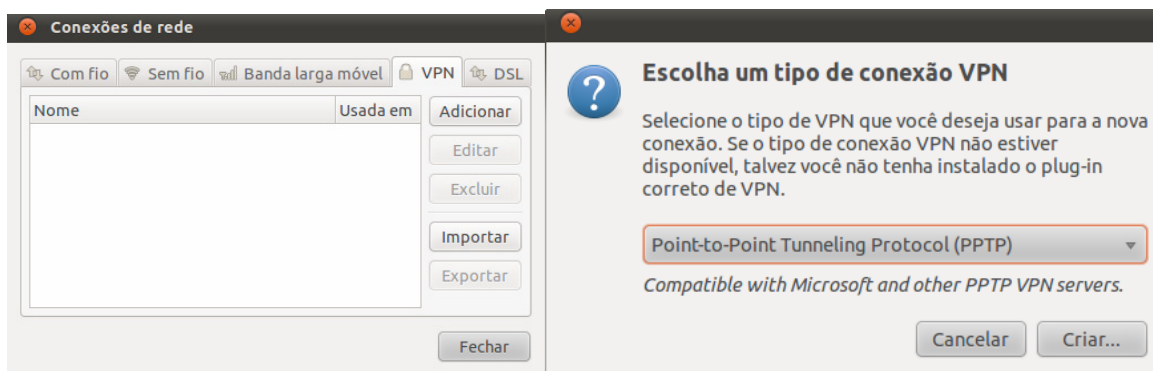 Conexões de rede
Com fio Sem fio Banda larga móvel VPN DSL
Nome Usada em
Adicionar
Editar
Excluir
Importar
Exportar
Fechar
Escolha um tipo de conexão VPN
Selecione o tipo de VPN que você deseja usar para a nova
conexão. Se o tipo de conexão VPN não estiver
disponível, talvez você não tenha instalado o plug-in
correto de VPN.
Point-to-Point Tunneling Protocol (PPTP)
Compatible with Microsoft and other PPTP VPN servers.
Cancelar Criar...